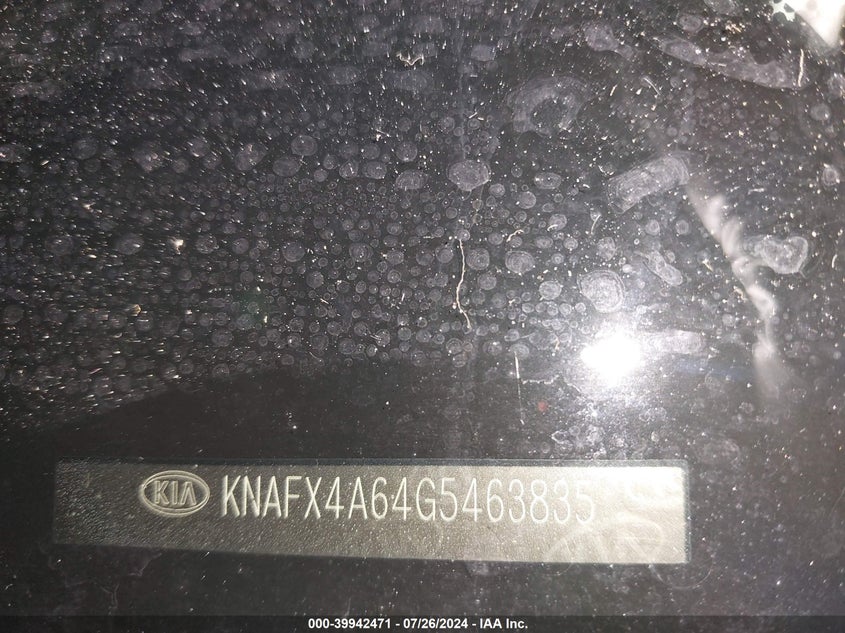 KIA KNAFX4A64G5463835
000-39942471 - 07/26/2024 - IAA Inc.